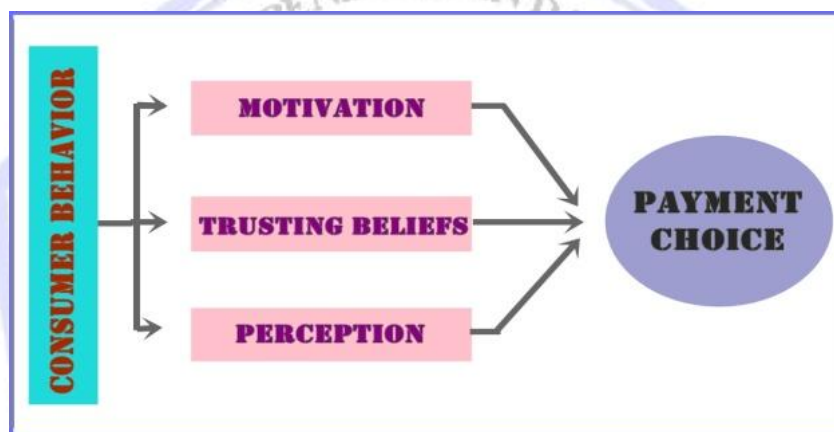 CONSUMER BEHAVIOR
MOTIVATION
TRUSTING BELIEFS
PERCEPTION
PAYMENT
CHOICE